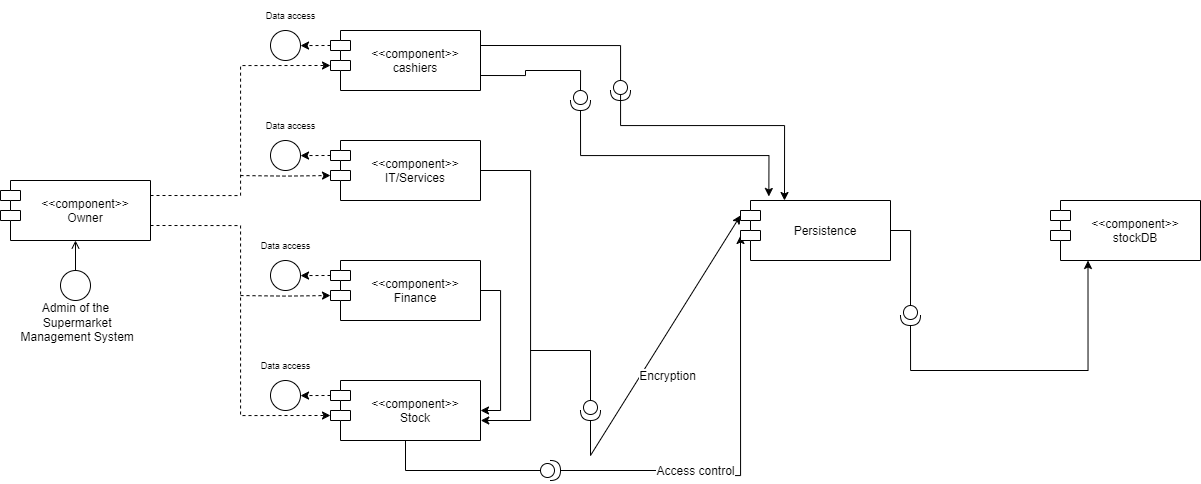 Data access
<<component>>
cashiers
Data access
<<component>>
IT/Services
<<component>>
Owner
Admin of the
Supermarket
Management System
Data access
<<component>>
Finance
Data access
<<component>>
Stock
Persistence
<<component>>
stockDB
Encryption
Access control